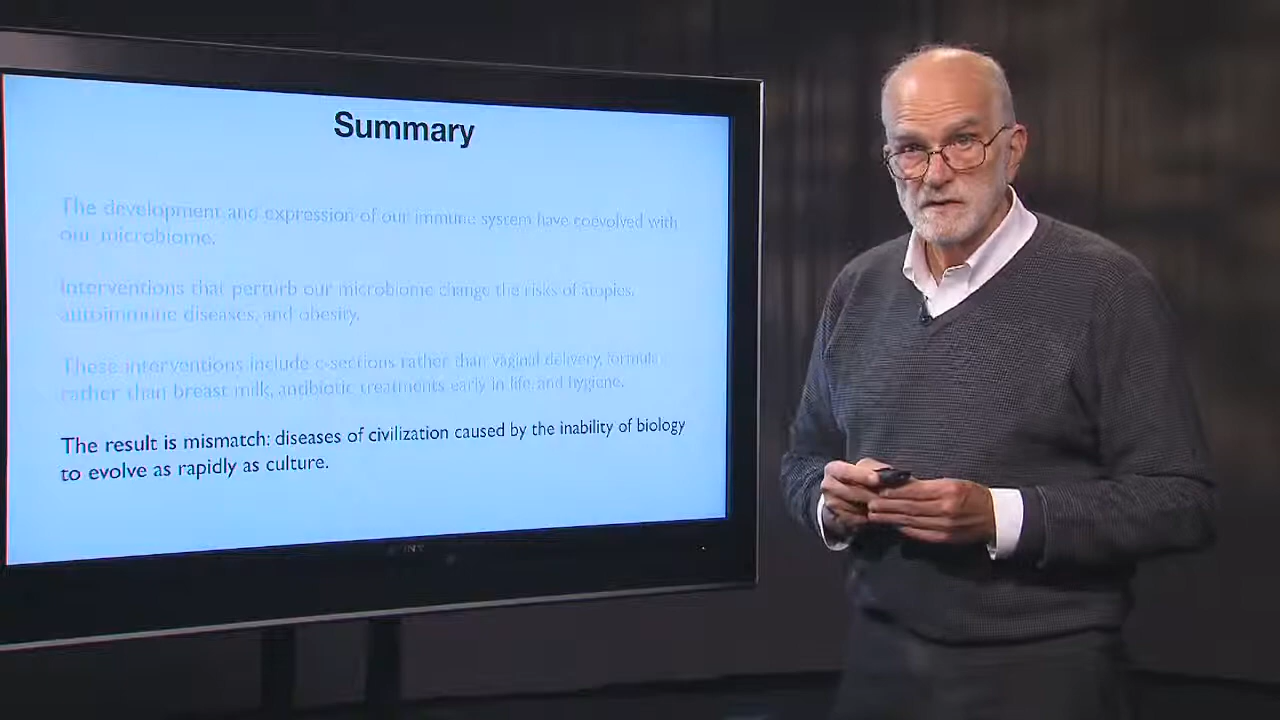 Summary
The development and expression of our immune system have coevolved with
our microbiome.
Interventions that perturb our microbiome change the risks of atopies,
autoimmune diseases, and obesity.
These interventions include c-sections rather than vaginal delivery, formula
rather than breast milk, antibiotic treatments early in life, and hygiene.
The result is mismatch: diseases of civilization caused by the inability of biology
to evolve as rapidly as culture.
SONY